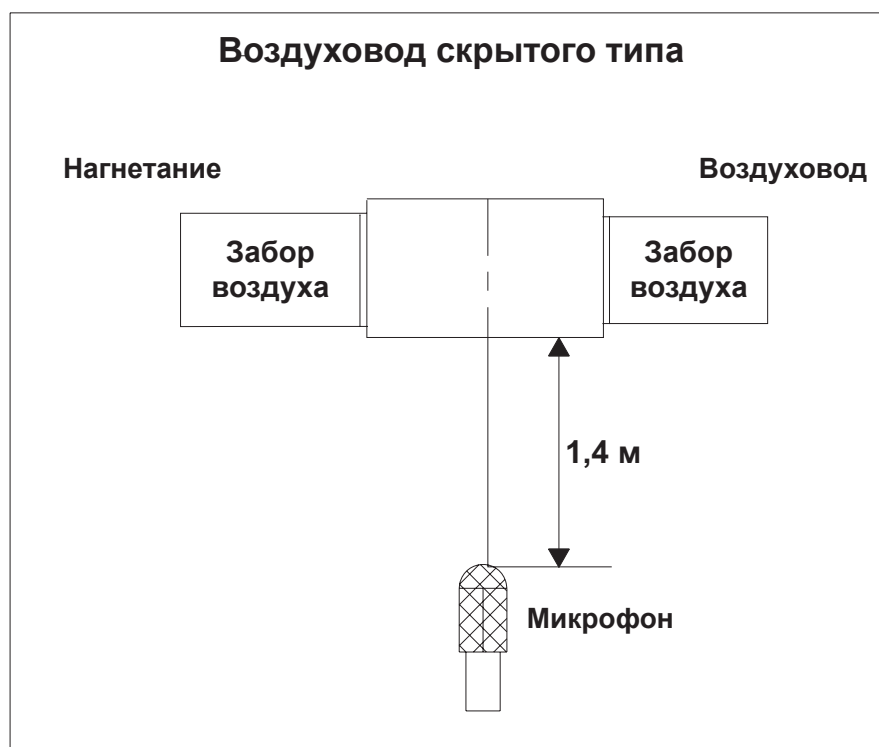 Воздуховод скрытого типа
Нагнетание
Воздуховод
Забор
воздуха
Забор
воздуха
1,4 м
Микрофон